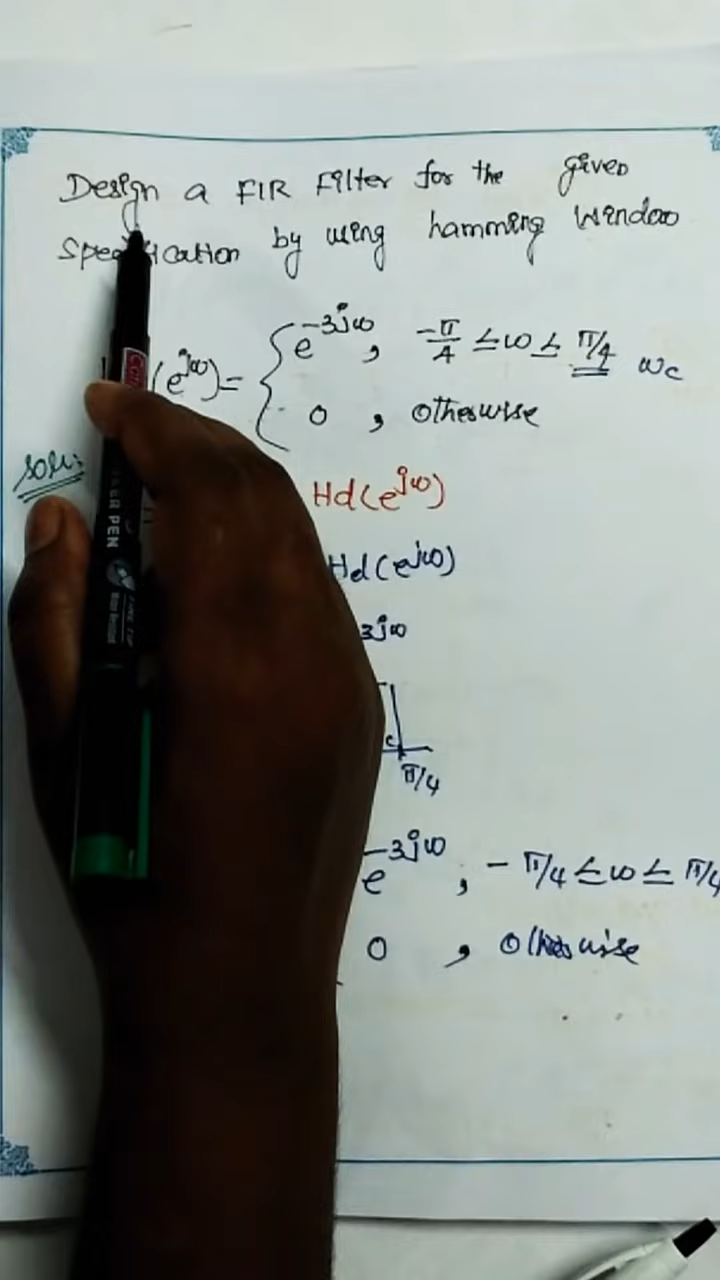 Design a FIR Filter for the given
by using hamming window
(e^jω) = { e^-3jω , -π/4 ≤ ω ≤ π/4 ωc
0 , otherwise
Soln:
Hd(e^jω)
Hd(e^jω)
3jω
c
π/4
e^-3jω , -π/4 ≤ ω ≤ π/4
0 , otherwise